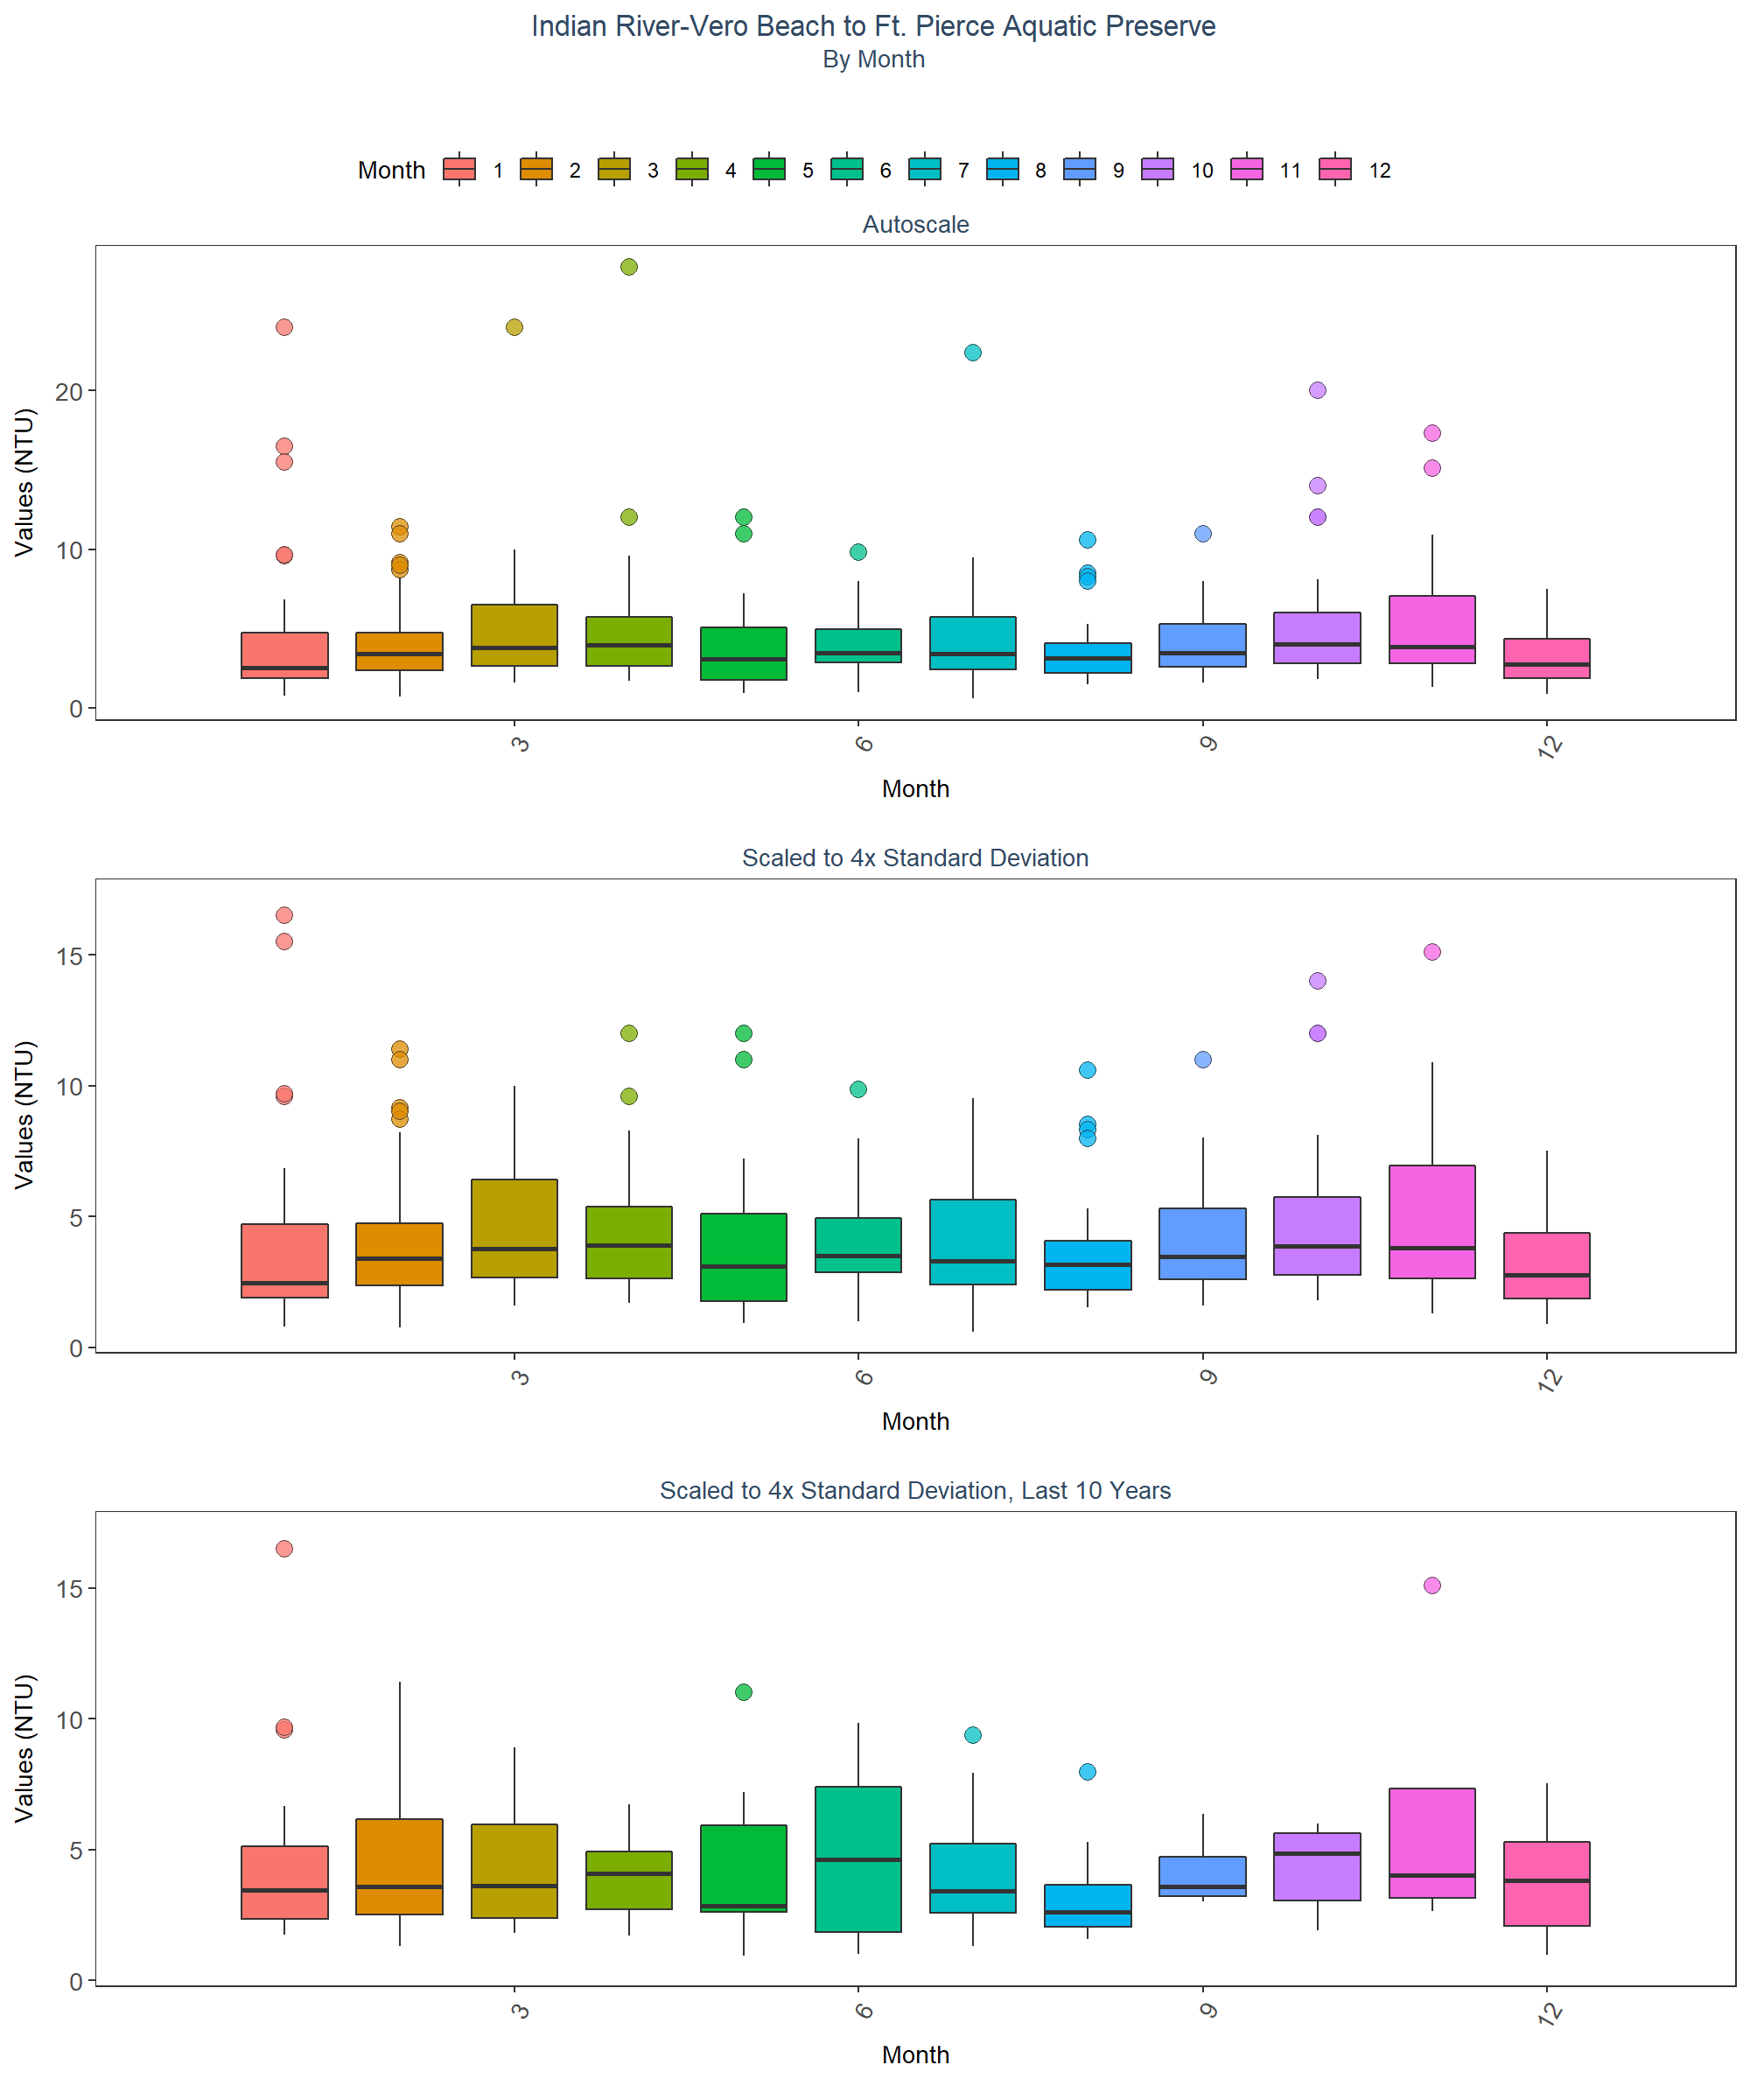 Indian River-Vero Beach to Ft. Pierce Aquatic Preserve
By Month
Month 1 2 3 4 5 6 7 8 9 10 11 12
Autoscale
Values (NTU)
20
10
0
3 6 9 12
Month
Scaled to 4x Standard Deviation
Values (NTU)
15
10
5
0
3 6 9 12
Month
Scaled to 4x Standard Deviation, Last 10 Years
Values (NTU)
15
10
5
0
3 6 9 12
Month